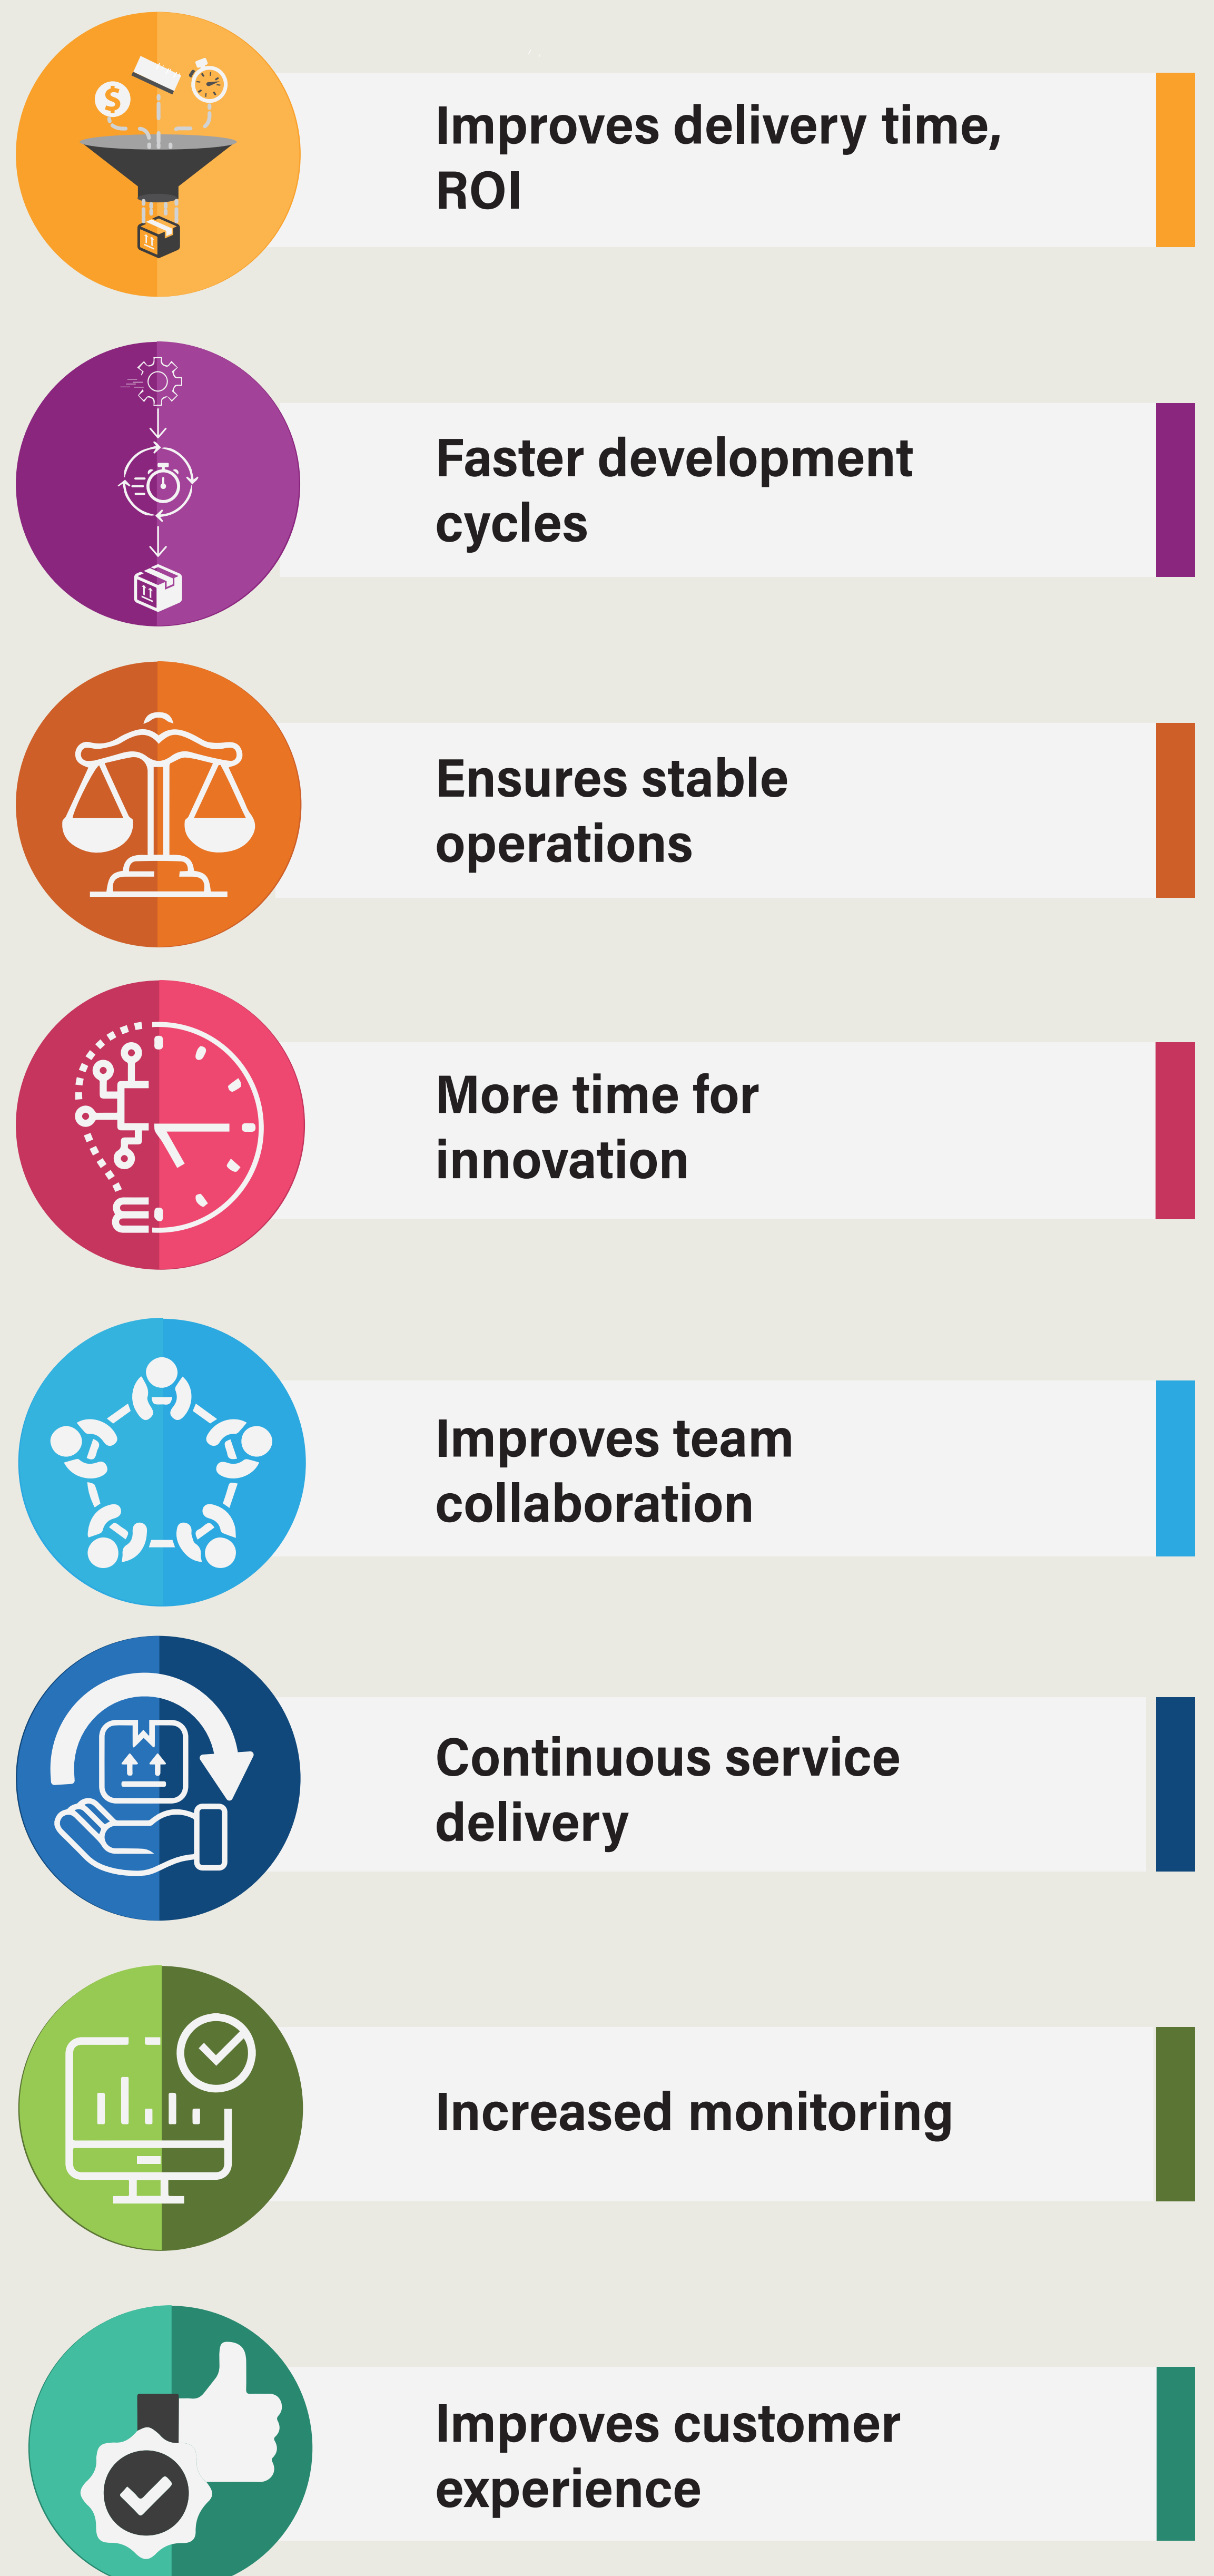 Improves delivery time,
ROI
Faster development
cycles
Ensures stable
operations
More time for
innovation
Improves team
collaboration
Continuous service
delivery
Increased monitoring
Improves customer
experience